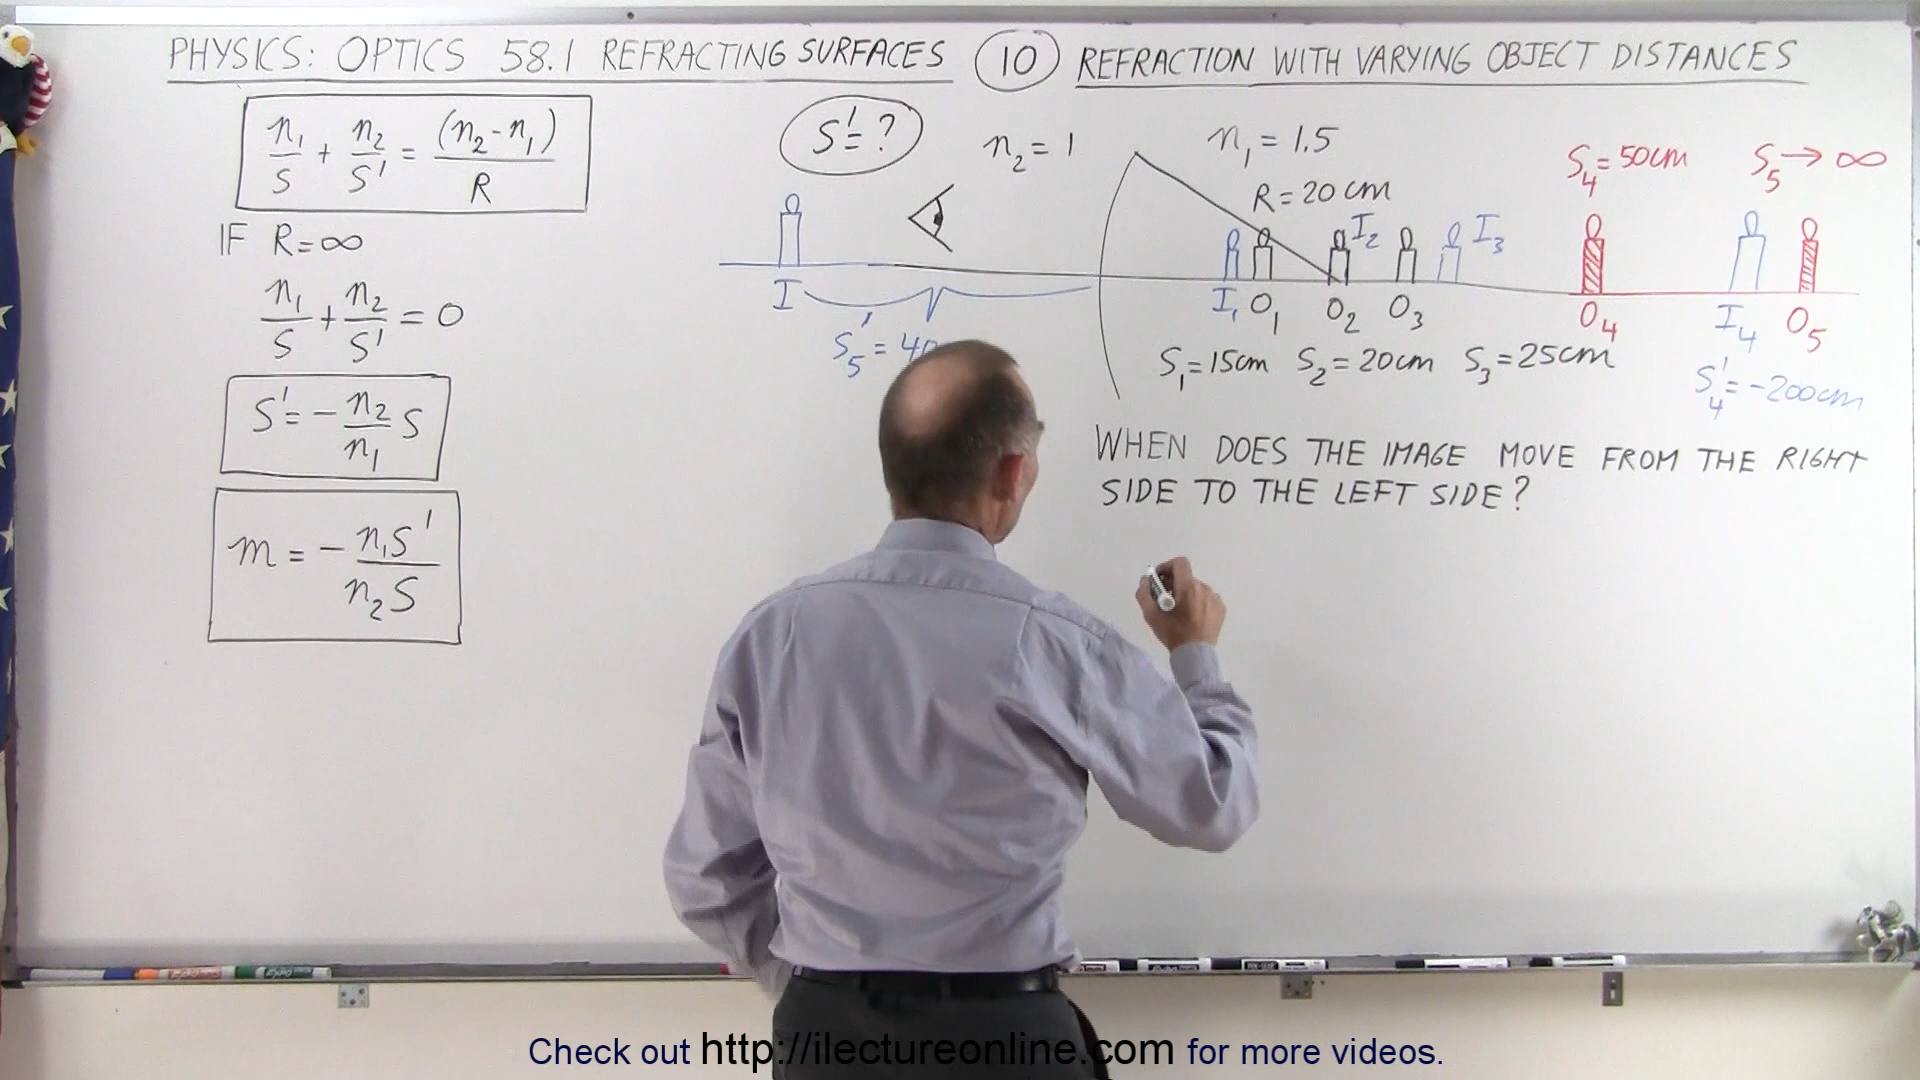 PHYSICS: OPTICS 58.1 REFRACTING SURFACES (10) REFRACTION WITH VARYING OBJECT DISTANCES
n₁/S + n₂/S' = (n₂-n₁)/R
IF R=∞
n₁/S + n₂/S' = 0
S' = - n₂/n₁ S
m = - n₁S'/n₂S
S' = ?
n₂ = 1
n₁ = 1.5
R = 20 cm
S₄ = 50cm
S₅ → ∞
I₂
I₃
I
I₁
O₁
O₂
O₃
O₄
I₄
O₅
S₅' =
S₁=15cm S₂=20cm S₃=25cm
S₄' = -200cm
WHEN DOES THE IMAGE MOVE FROM THE RIGHT
SIDE TO THE LEFT SIDE?
Check out http://ilectureonline.com for more videos.